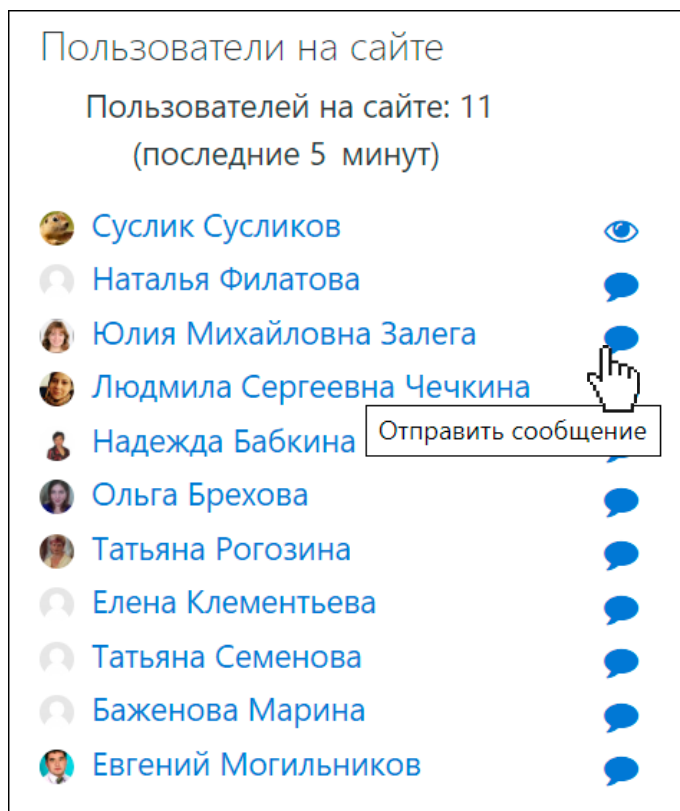 Пользователи на сайте
Пользователей на сайте: 11
(последние 5 минут)
Суслик Сусликов
Наталья Филатова
Юлия Михайловна Залега
Людмила Сергеевна Чечкина
Отправить сообщение
Надежда Бабкина
Ольга Брехова
Татьяна Рогозина
Елена Клементьева
Татьяна Семенова
Баженова Марина
Евгений Могильников